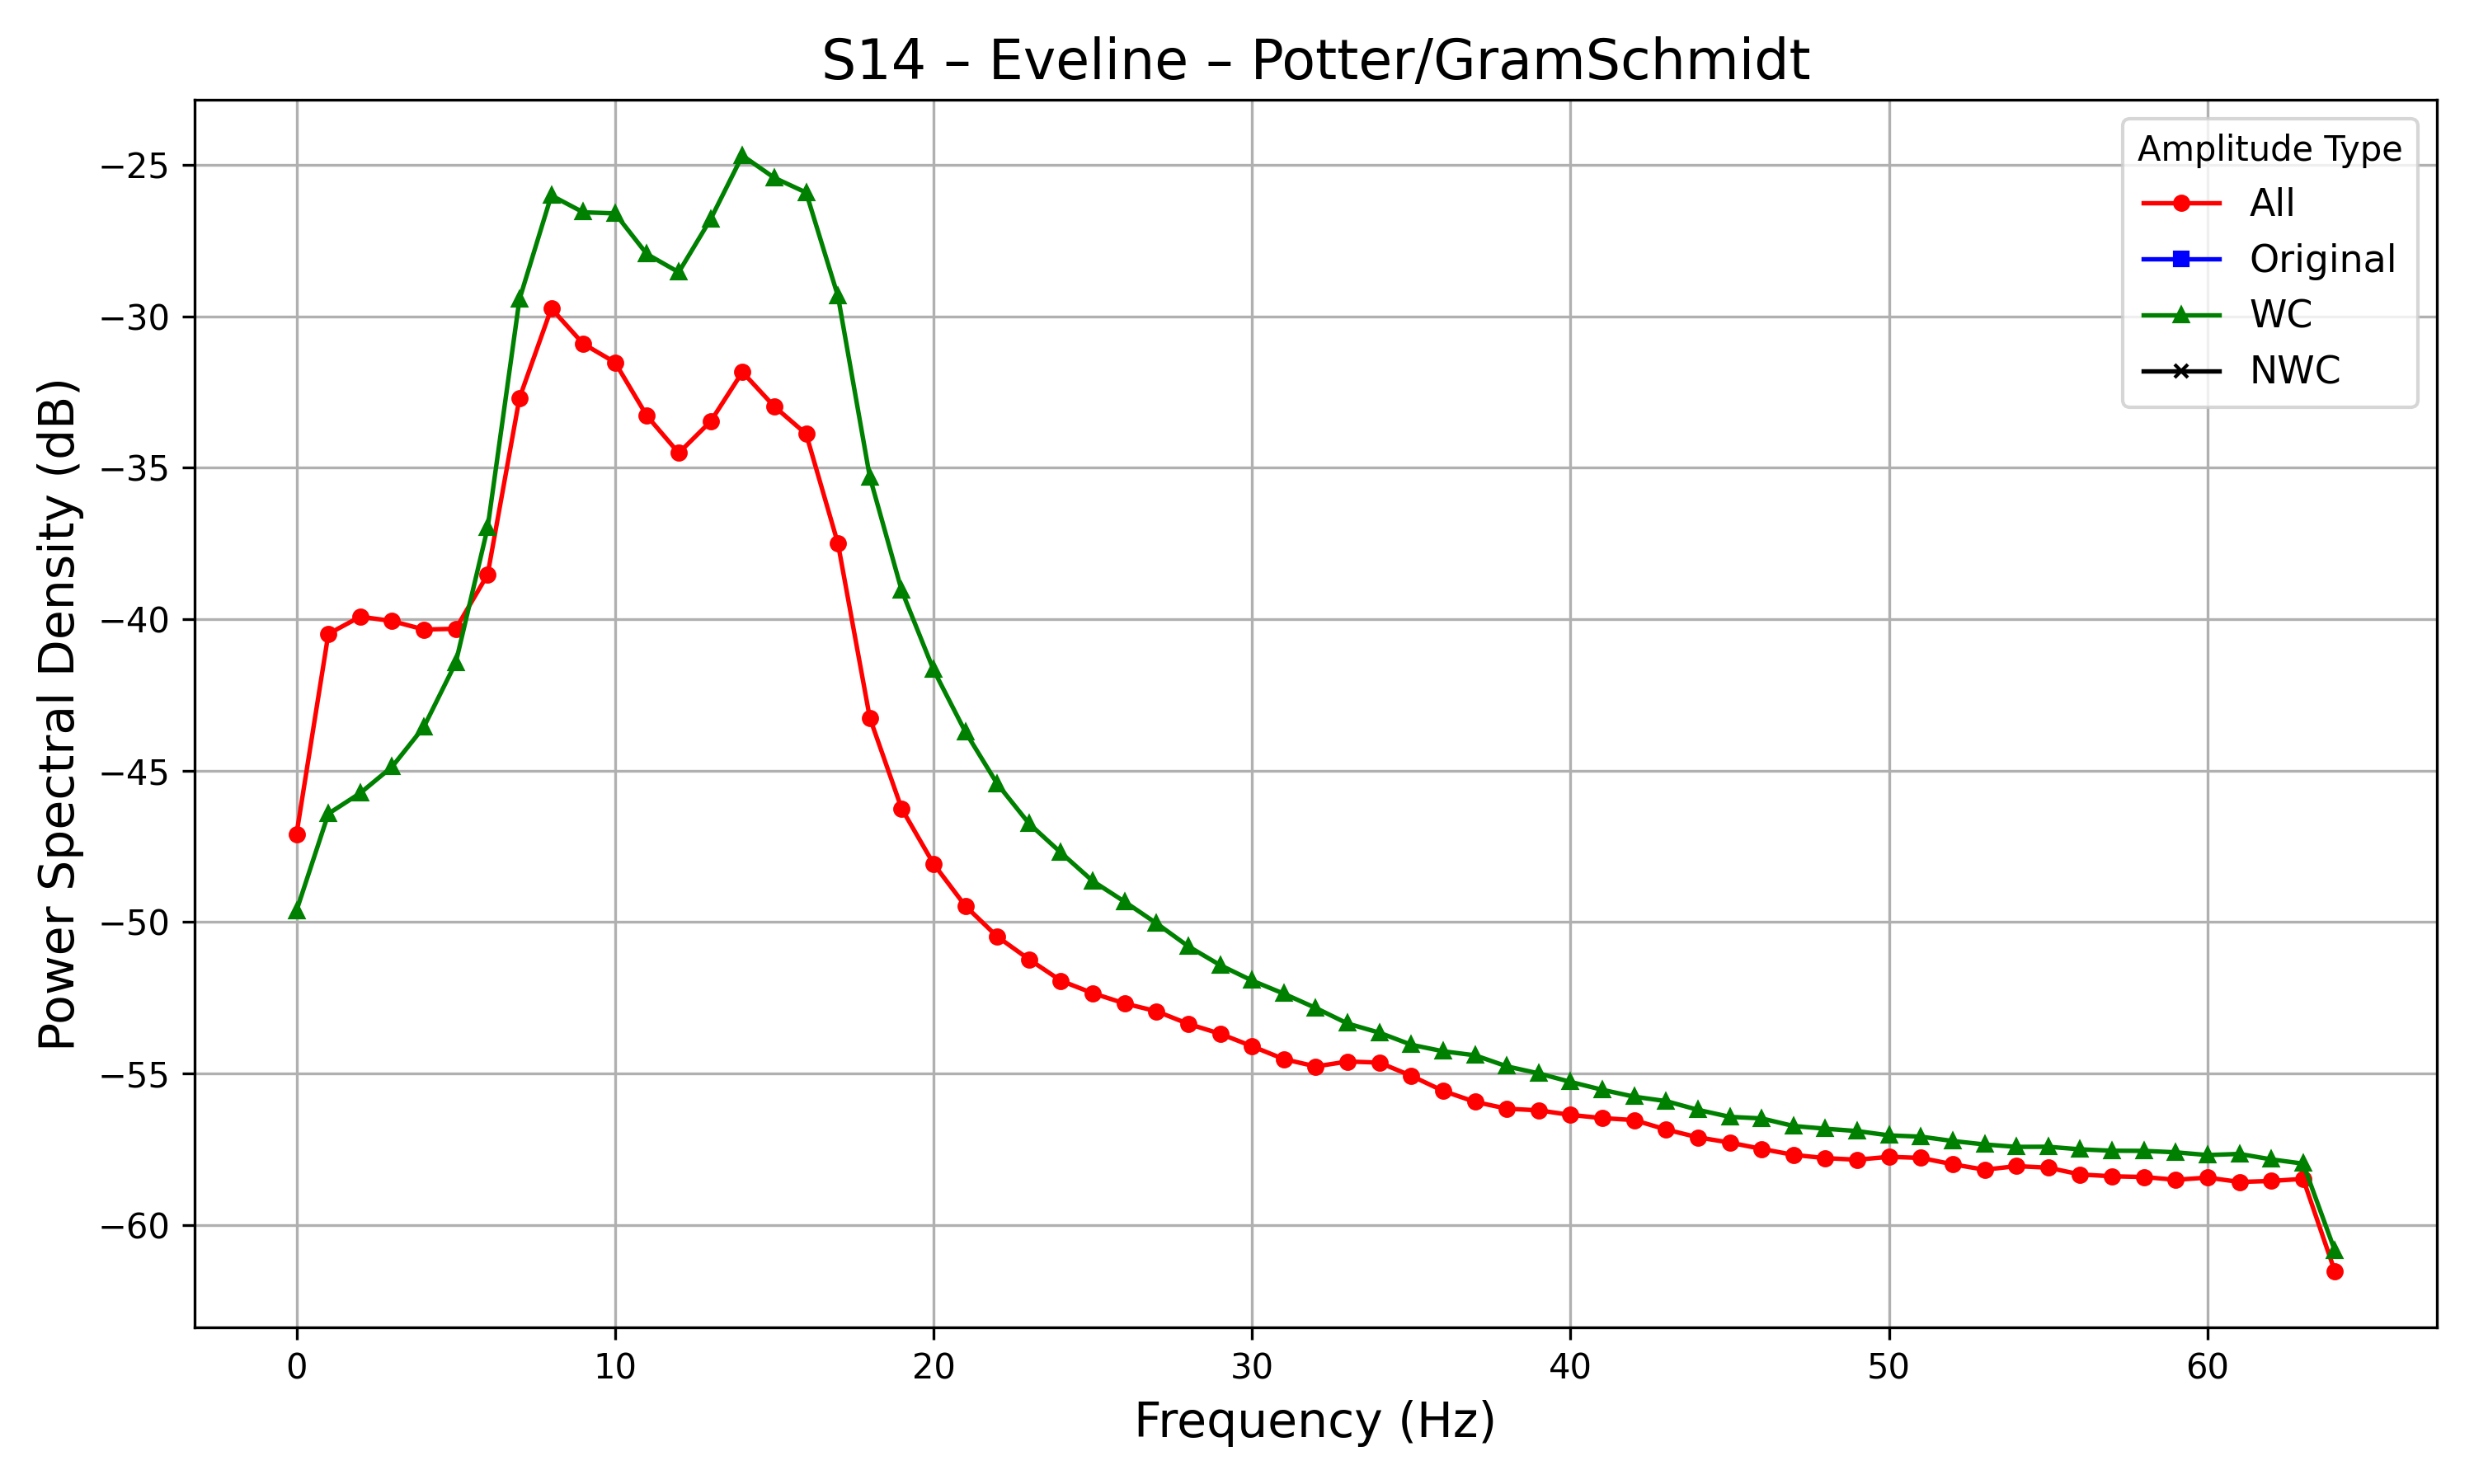 S14 – Eveline – Potter/GramSchmidt
Amplitude Type
All
Original
WC
NWC
Power Spectral Density (dB)
−25
−30
−35
−40
−45
−50
−55
−60
0 10 20 30 40 50 60
Frequency (Hz)